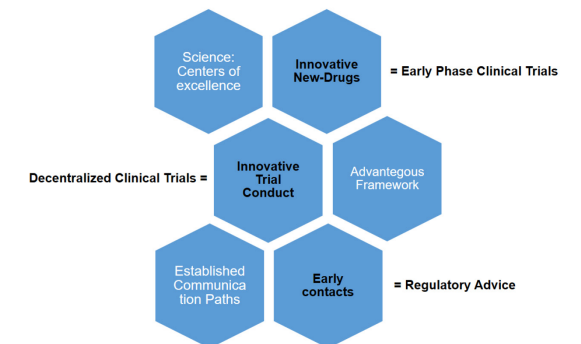 Science:
Centers of
excellence
Innovative
New-Drugs
= Early Phase Clinical Trials
Decentralized Clinical Trials =
Innovative
Trial
Conduct
Advantegous
Framework
Established
Communica
tion Paths
Early
contacts
= Regulatory Advice